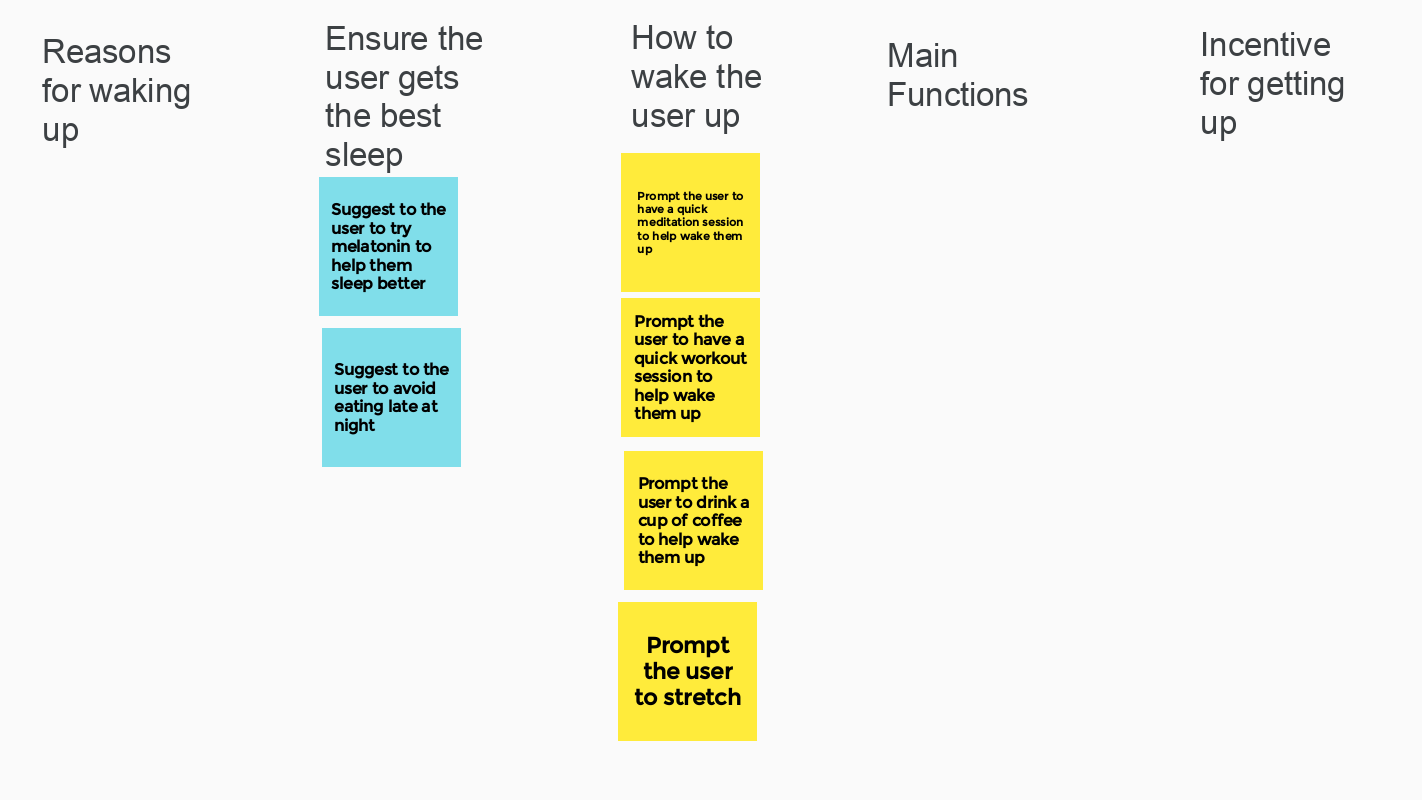 Reasons
for waking
up
Ensure the
user gets
the best
sleep
Suggest to the
user to try
melatonin to
help them
sleep better
Suggest to the
user to avoid
eating late at
night
How to
wake the
user up
Prompt the user to
have a quick
meditation session
to help wake them
up
Prompt the
user to have a
quick workout
session to
help wake
them up
Prompt the
user to drink a
cup of coffee
to help wake
them up
Prompt
the user
to stretch
Main
Functions
Incentive
for getting
up